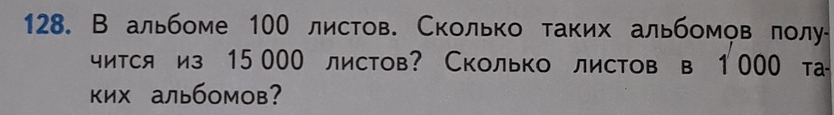 128. В альбоме 100 листов. Сколько таких альбомов полу-
чится из 15 000 листов? Сколько листов в 1 000 та-
ких альбомов?